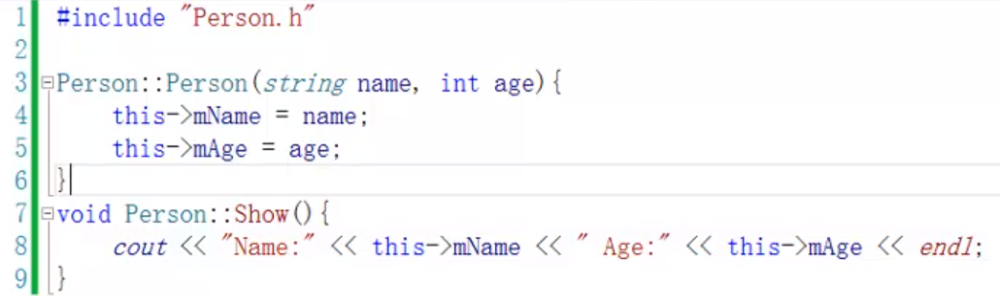 1 #include "Person.h"
2
3 Person::Person(string name, int age){
4 this->mName = name;
5 this->mAge = age;
6 }
7 void Person::Show(){
8 cout << "Name:" << this->mName << " Age:" << this->mAge << endl;
9 }